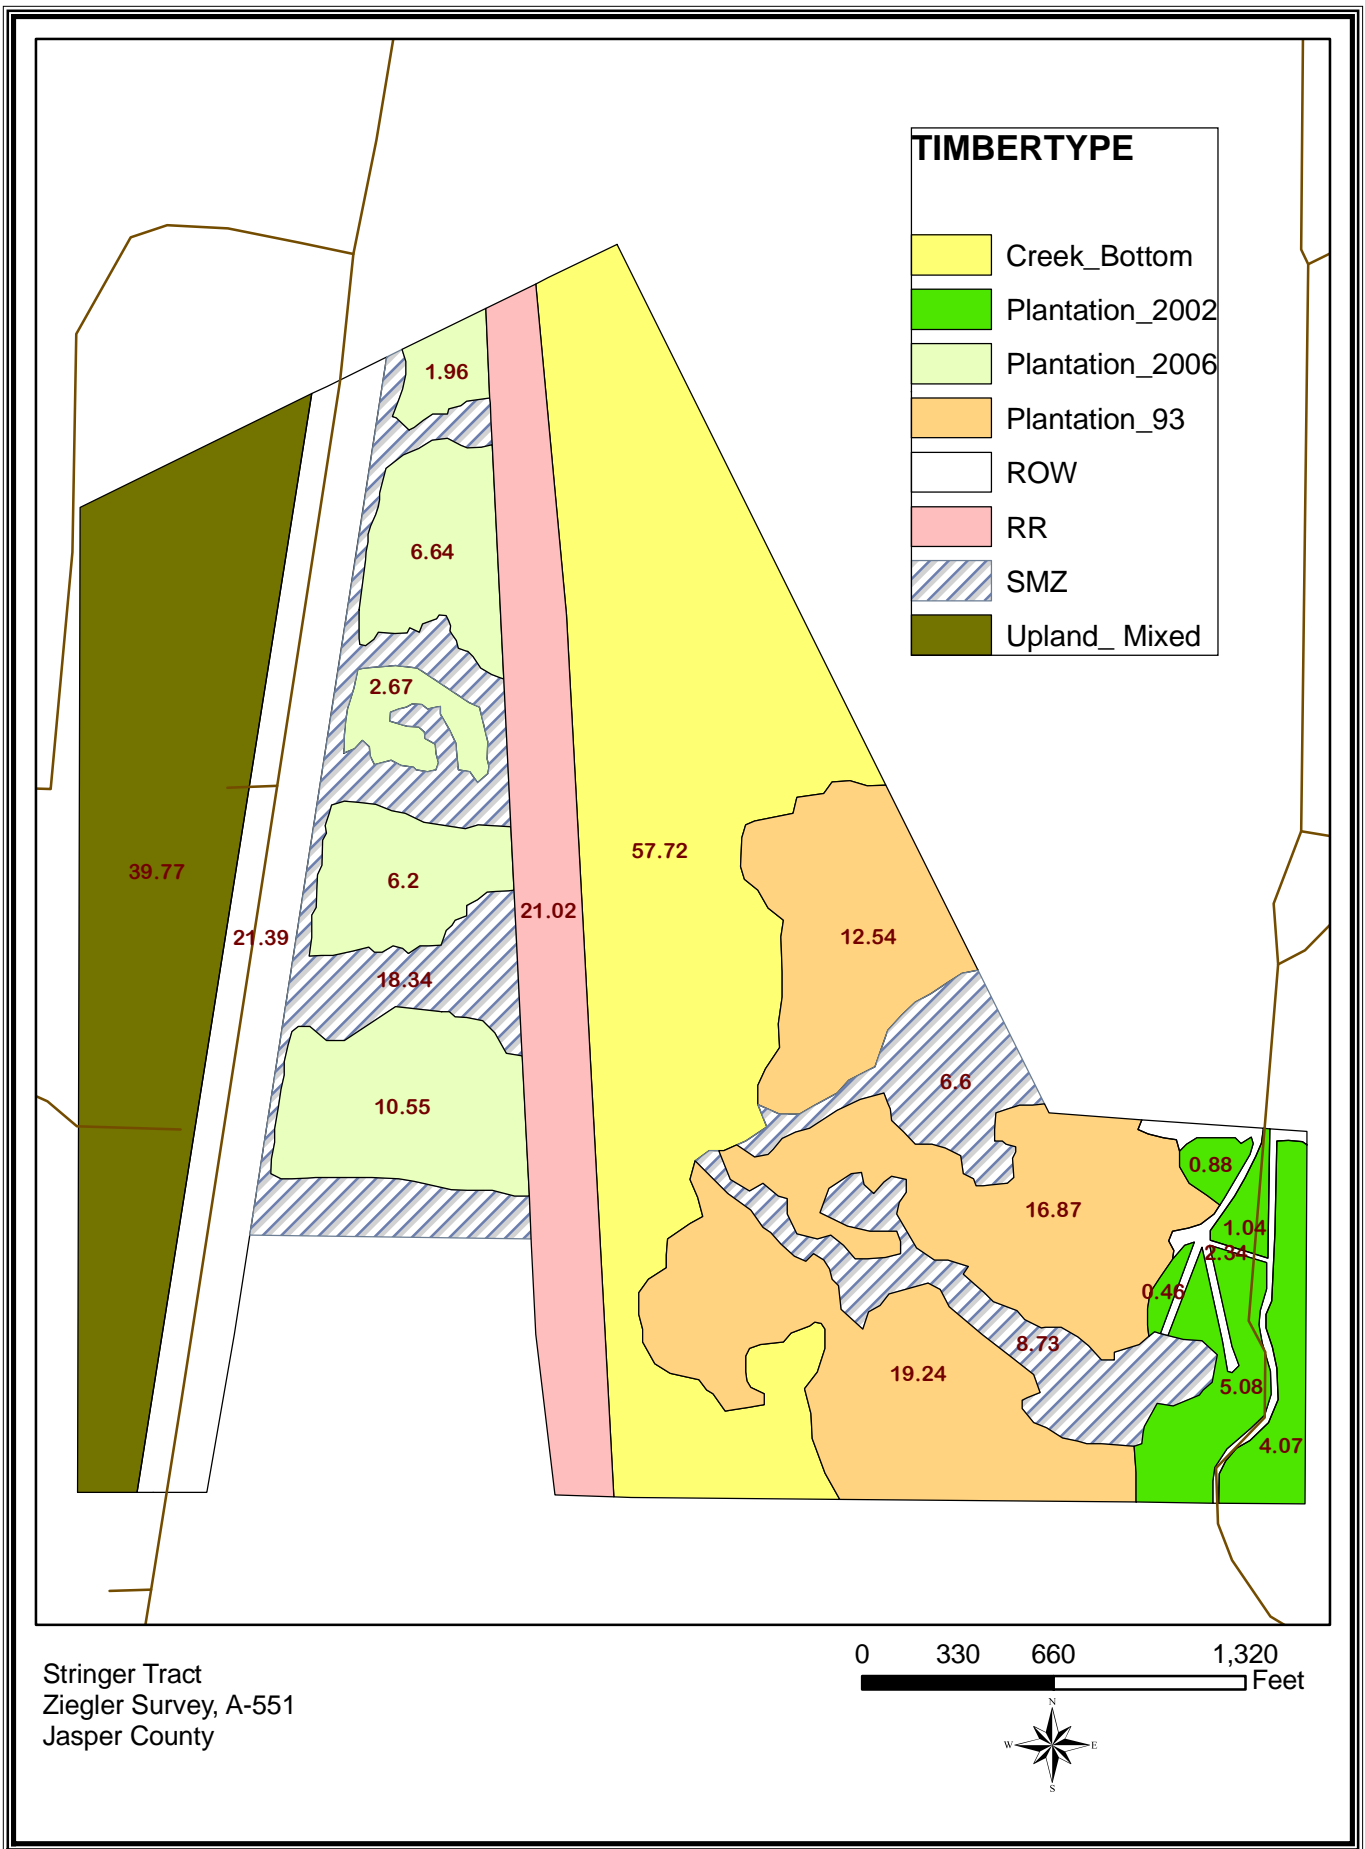 TIMBERTYPE
Creek_Bottom
Plantation_2002
Plantation_2006
Plantation_93
ROW
RR
SMZ
Upland_ Mixed
1.96
6.64
2.67
57.72
39.77
6.2
21.02
12.54
21.39
18.34
6.6
10.55
0.88
16.87
1.04
2.34
0.46
8.73
19.24
5.08
4.07
0 330 660 1,320
Feet
Stringer Tract
Ziegler Survey, A-551
Jasper County
N
W E
S